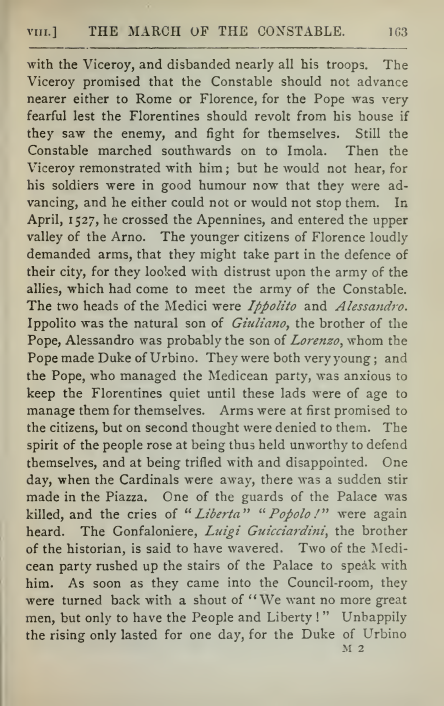 VIII.] THE MARCH OF THE CONSTABLE. 163
with the Viceroy, and disbanded nearly all his troops. The
Viceroy promised that the Constable should not advance
nearer either to Rome or Florence, for the Pope was very
fearful lest the Florentines should revolt from his house if
they saw the enemy, and fight for themselves. Still the
Constable marched southwards on to Imola. Then the
Viceroy remonstrated with him; but he would not hear, for
his soldiers were in good humour now that they were ad-
vancing, and he either could not or would not stop them. In
April, 1527, he crossed the Apennines, and entered the upper
valley of the Arno. The younger citizens of Florence loudly
demanded arms, that they might take part in the defence of
their city, for they looked with distrust upon the army of the
allies, which had come to meet the army of the Constable.
The two heads of the Medici were Ippolito and Alessandro.
Ippolito was the natural son of Giuliano, the brother of the
Pope, Alessandro was probably the son of Lorenzo, whom the
Pope made Duke of Urbino. They were both very young; and
the Pope, who managed the Medicean party, was anxious to
keep the Florentines quiet until these lads were of age to
manage them for themselves. Arms were at first promised to
the citizens, but on second thought were denied to them. The
spirit of the people rose at being thus held unworthy to defend
themselves, and at being trifled with and disappointed. One
day, when the Cardinals were away, there was a sudden stir
made in the Piazza. One of the guards of the Palace was
killed, and the cries of "Liberta" "Popolo!" were again
heard. The Gonfaloniere, Luigi Guicciardini, the brother
of the historian, is said to have wavered. Two of the Medi-
cean party rushed up the stairs of the Palace to speak with
him. As soon as they came into the Council-room, they
were turned back with a shout of "We want no more great
men, but only to have the People and Liberty!" Unhappily
the rising only lasted for one day, for the Duke of Urbino
M 2